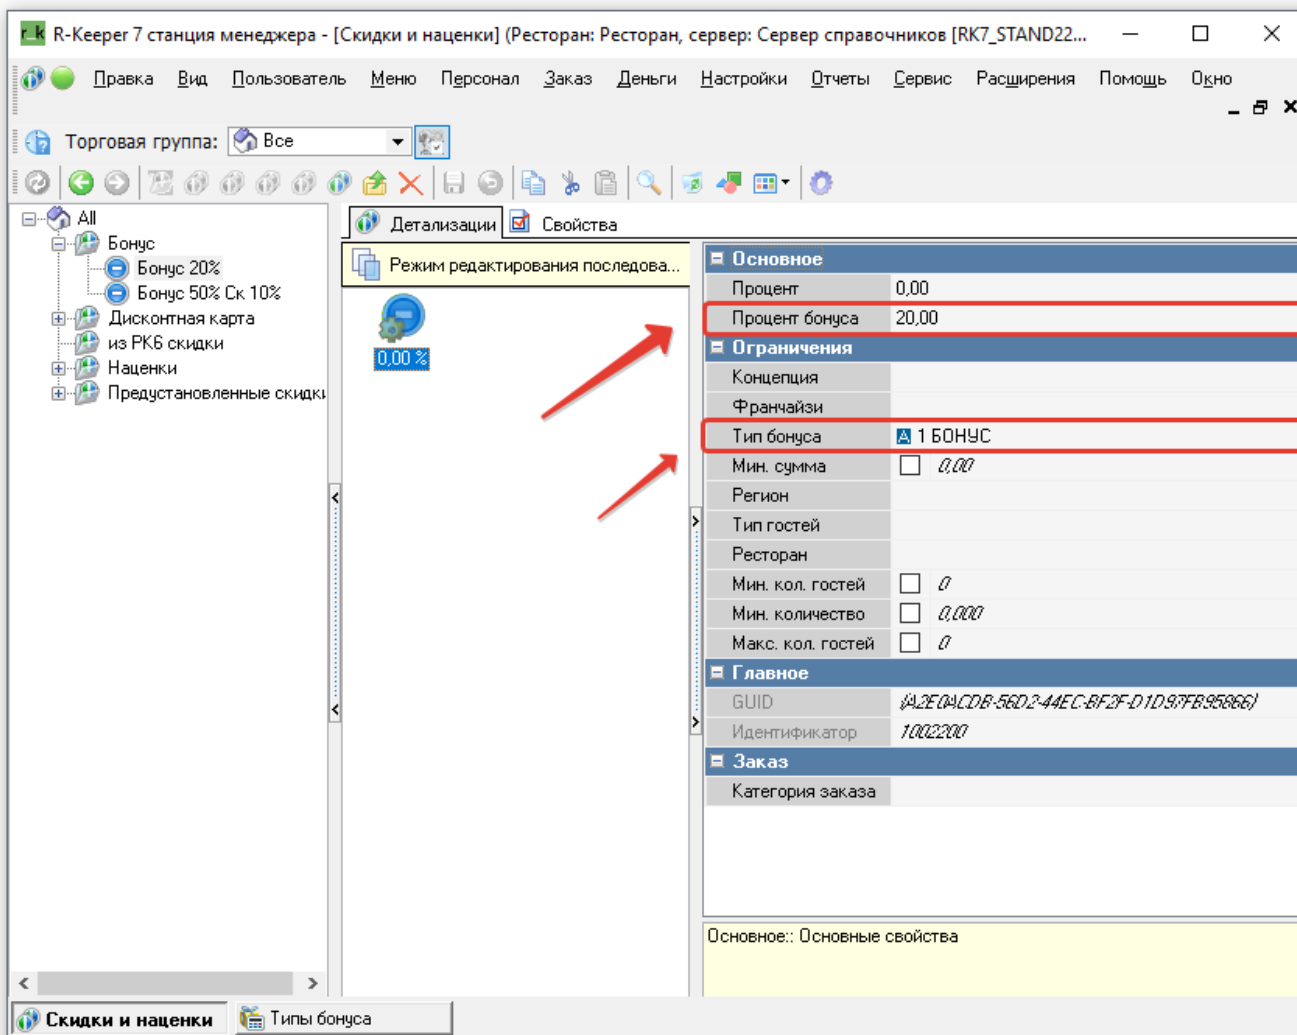 r_k R-Keeper 7 станция менеджера - [Скидки и наценки] (Ресторан: Ресторан, сервер: Сервер справочников [RK7_STAND22...
Правка Вид Пользователь Меню Персонал Заказ Деньги Настройки Отчеты Сервис Расширения Помощь Окно
Торговая группа: Все
All
Бонус
Бонус 20%
Бонус 50% Ск 10%
Дисконтная карта
из РК6 скидки
Наценки
Предустановленные скидки
Детализации Свойства
Режим редактирования последова...
0,00 %
Основное
Процент 0,00
Процент бонуса 20,00
Ограничения
Концепция
Франчайзи
Тип бонуса A 1 БОНУС
Мин. сумма 0,00
Регион
Тип гостей
Ресторан
Мин. кол. гостей 0
Мин. количество 0,000
Макс. кол. гостей 0
Главное
GUID {A2E0ACDB-56D2-44EC-BF2F-D1D97FB95866}
Идентификатор 1002200
Заказ
Категория заказа
Основное:: Основные свойства
Скидки и наценки Типы бонуса